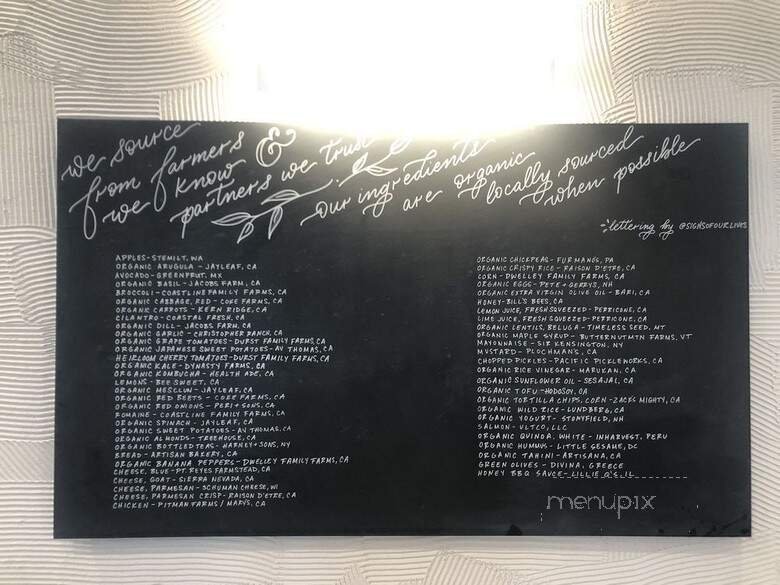 we source
from farmers &
we know
partners we trust
our ingredients
are organic
locally sourced
when possible
lettering by @SIGNSOFOURLIVES
APPLES - STEMILT, WA
ORGANIC ARUGULA - JAYLEAF, CA
AVOCADO - GREENFRUT, MX
ORGANIC BASIL - JACOBS FARM, CA
BROCCOLI - COASTLINE FAMILY FARMS, CA
ORGANIC CABBAGE, RED - COKE FARMS, CA
ORGANIC CARROTS - KERN RIDGE, CA
CILANTRO - COASTAL FRESH, CA
ORGANIC DILL - JACOBS FARM, CA
ORGANIC GARLIC - CHRISTOPHER RANCH, CA
ORGANIC GRAPE TOMATOES - DURST FAMILY FARMS, CA
ORGANIC JAPANESE SWEET POTATOES - AV THOMAS, CA
HEIRLOOM CHERRY TOMATOES - DURST FAMILY FARMS, CA
ORGANIC KALE - DYNASTY FARMS, CA
ORGANIC KOMBUCHA - HEALTH ADE, CA
LEMONS - BEE SWEET, CA
ORGANIC MESCLUN - JAYLEAF, CA
ORGANIC RED BEETS - COKE FARMS, CA
ORGANIC RED ONIONS - PERI + SONS, CA
ROMAINE - COASTLINE FAMILY FARMS, CA
ORGANIC SPINACH - JAYLEAF, CA
ORGANIC SWEET POTATOES - AV THOMAS, CA
ORGANIC ALMONDS - TREEHOUSE, CA
ORGANIC BOTTLED TEAS - HARNEY + SONS, NY
BREAD - ARTISAN BAKERY, CA
ORGANIC BANANA PEPPERS - DWELLEY FAMILY FARMS, CA
CHEESE, BLUE - PT. REYES FARMSTEAD, CA
CHEESE, GOAT - SIERRA NEVADA, CA
CHEESE, PARMESAN - SCHUMAN CHEESE, WI
CHEESE, PARMESAN CRISP - RAISON D'ETRE, CA
CHICKEN - PITMAN FARMS / MARYS, CA
ORGANIC CHICKPEAS - FURMANOS, PA
ORGANIC CRISPY RICE - RAISON D'ETRE, CA
CORN - DWELLEY FAMILY FARMS, CA
ORGANIC EGGS - PETE + GERRYS, NH
ORGANIC EXTRA VIRGIN OLIVE OIL - BARI, CA
HONEY - BILL'S BEES, CA
LEMON JUICE, FRESH SQUEEZED - PERRICONE, CA
LIME JUICE, FRESH SQUEEZED - PERRICONE, CA
ORGANIC LENTILS, BELUGA - TIMELESS SEED, MT
ORGANIC MAPLE SYRUP - BUTTERNUT MTN FARMS, VT
MAYONNAISE - SIR KENSINGTON, NY
MUSTARD - PLOCHMANS, CA
CHOPPED PICKLES - PACIFIC PICKLEWORKS, CA
ORGANIC RICE VINEGAR - MARUKAN, CA
ORGANIC SUNFLOWER OIL - SESAJAL, CA
ORGANIC TOFU - HODOSOY, CA
ORGANIC TORTILLA CHIPS, CORN - ZACKS MIGHTY, CA
ORGANIC WILD RICE - LUNDBERG, CA
ORGANIC YOGURT - STONYFIELD, NH
SALMON - VLTCO, LLC
ORGANIC QUINOA, WHITE - INHARVEST, PERU
ORGANIC HUMMUS - LITTLE SESAME, DC
ORGANIC TAHINI - ARTISANA, CA
GREEN OLIVES - DIVINA, GREECE
HONEY BBQ SAUCE - LILLIE Q'S, IL
menupix